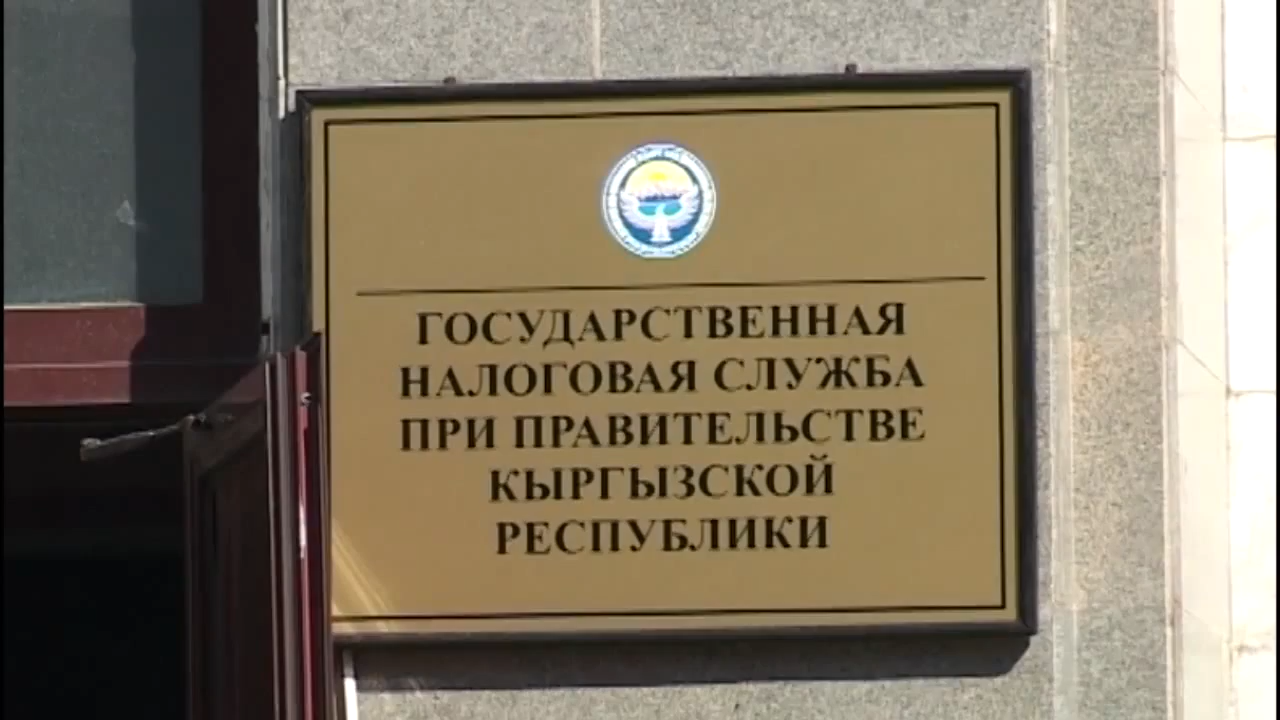 ГОСУДАРСТВЕННАЯ
НАЛОГОВАЯ СЛУЖБА
ПРИ ПРАВИТЕЛЬСТВЕ
КЫРГЫЗСКОЙ
РЕСПУБЛИКИ